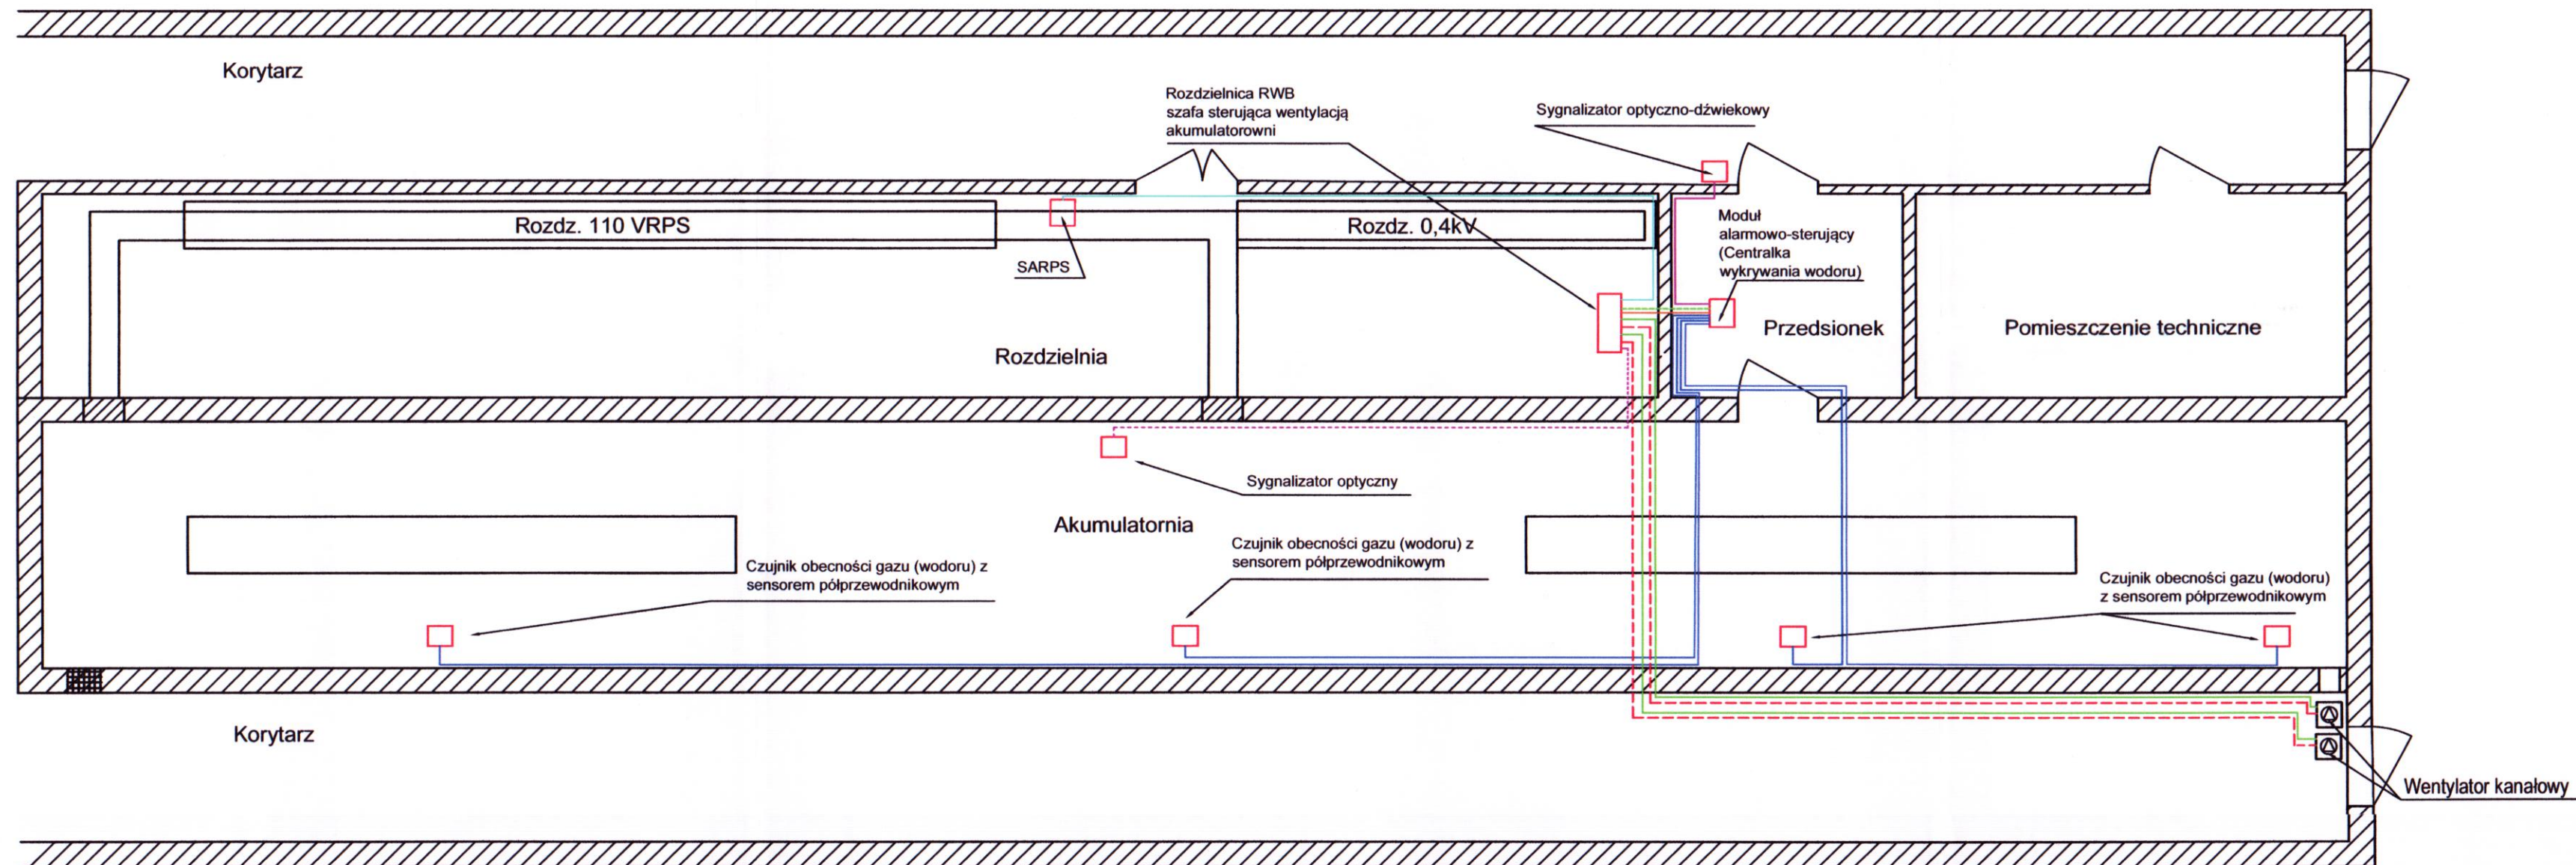 Korytarz
Rozdzielnica RWB
szafa sterująca wentylacją
akumulatorowni
Sygnalizator optyczno-dźwiekowy
Rozdz. 110 VRPS
Rozdz. 0,4kV
SARPS
Moduł
alarmowo-sterujący
(Centralka
wykrywania wodoru)
Rozdzielnia
Przedsionek
Pomieszczenie techniczne
Sygnalizator optyczny
Akumulatornia
Czujnik obecności gazu (wodoru) z
sensorem półprzewodnikowym
Czujnik obecności gazu (wodoru) z
sensorem półprzewodnikowym
Czujnik obecności gazu (wodoru)
z sensorem półprzewodnikowym
Korytarz
Wentylator kanałowy